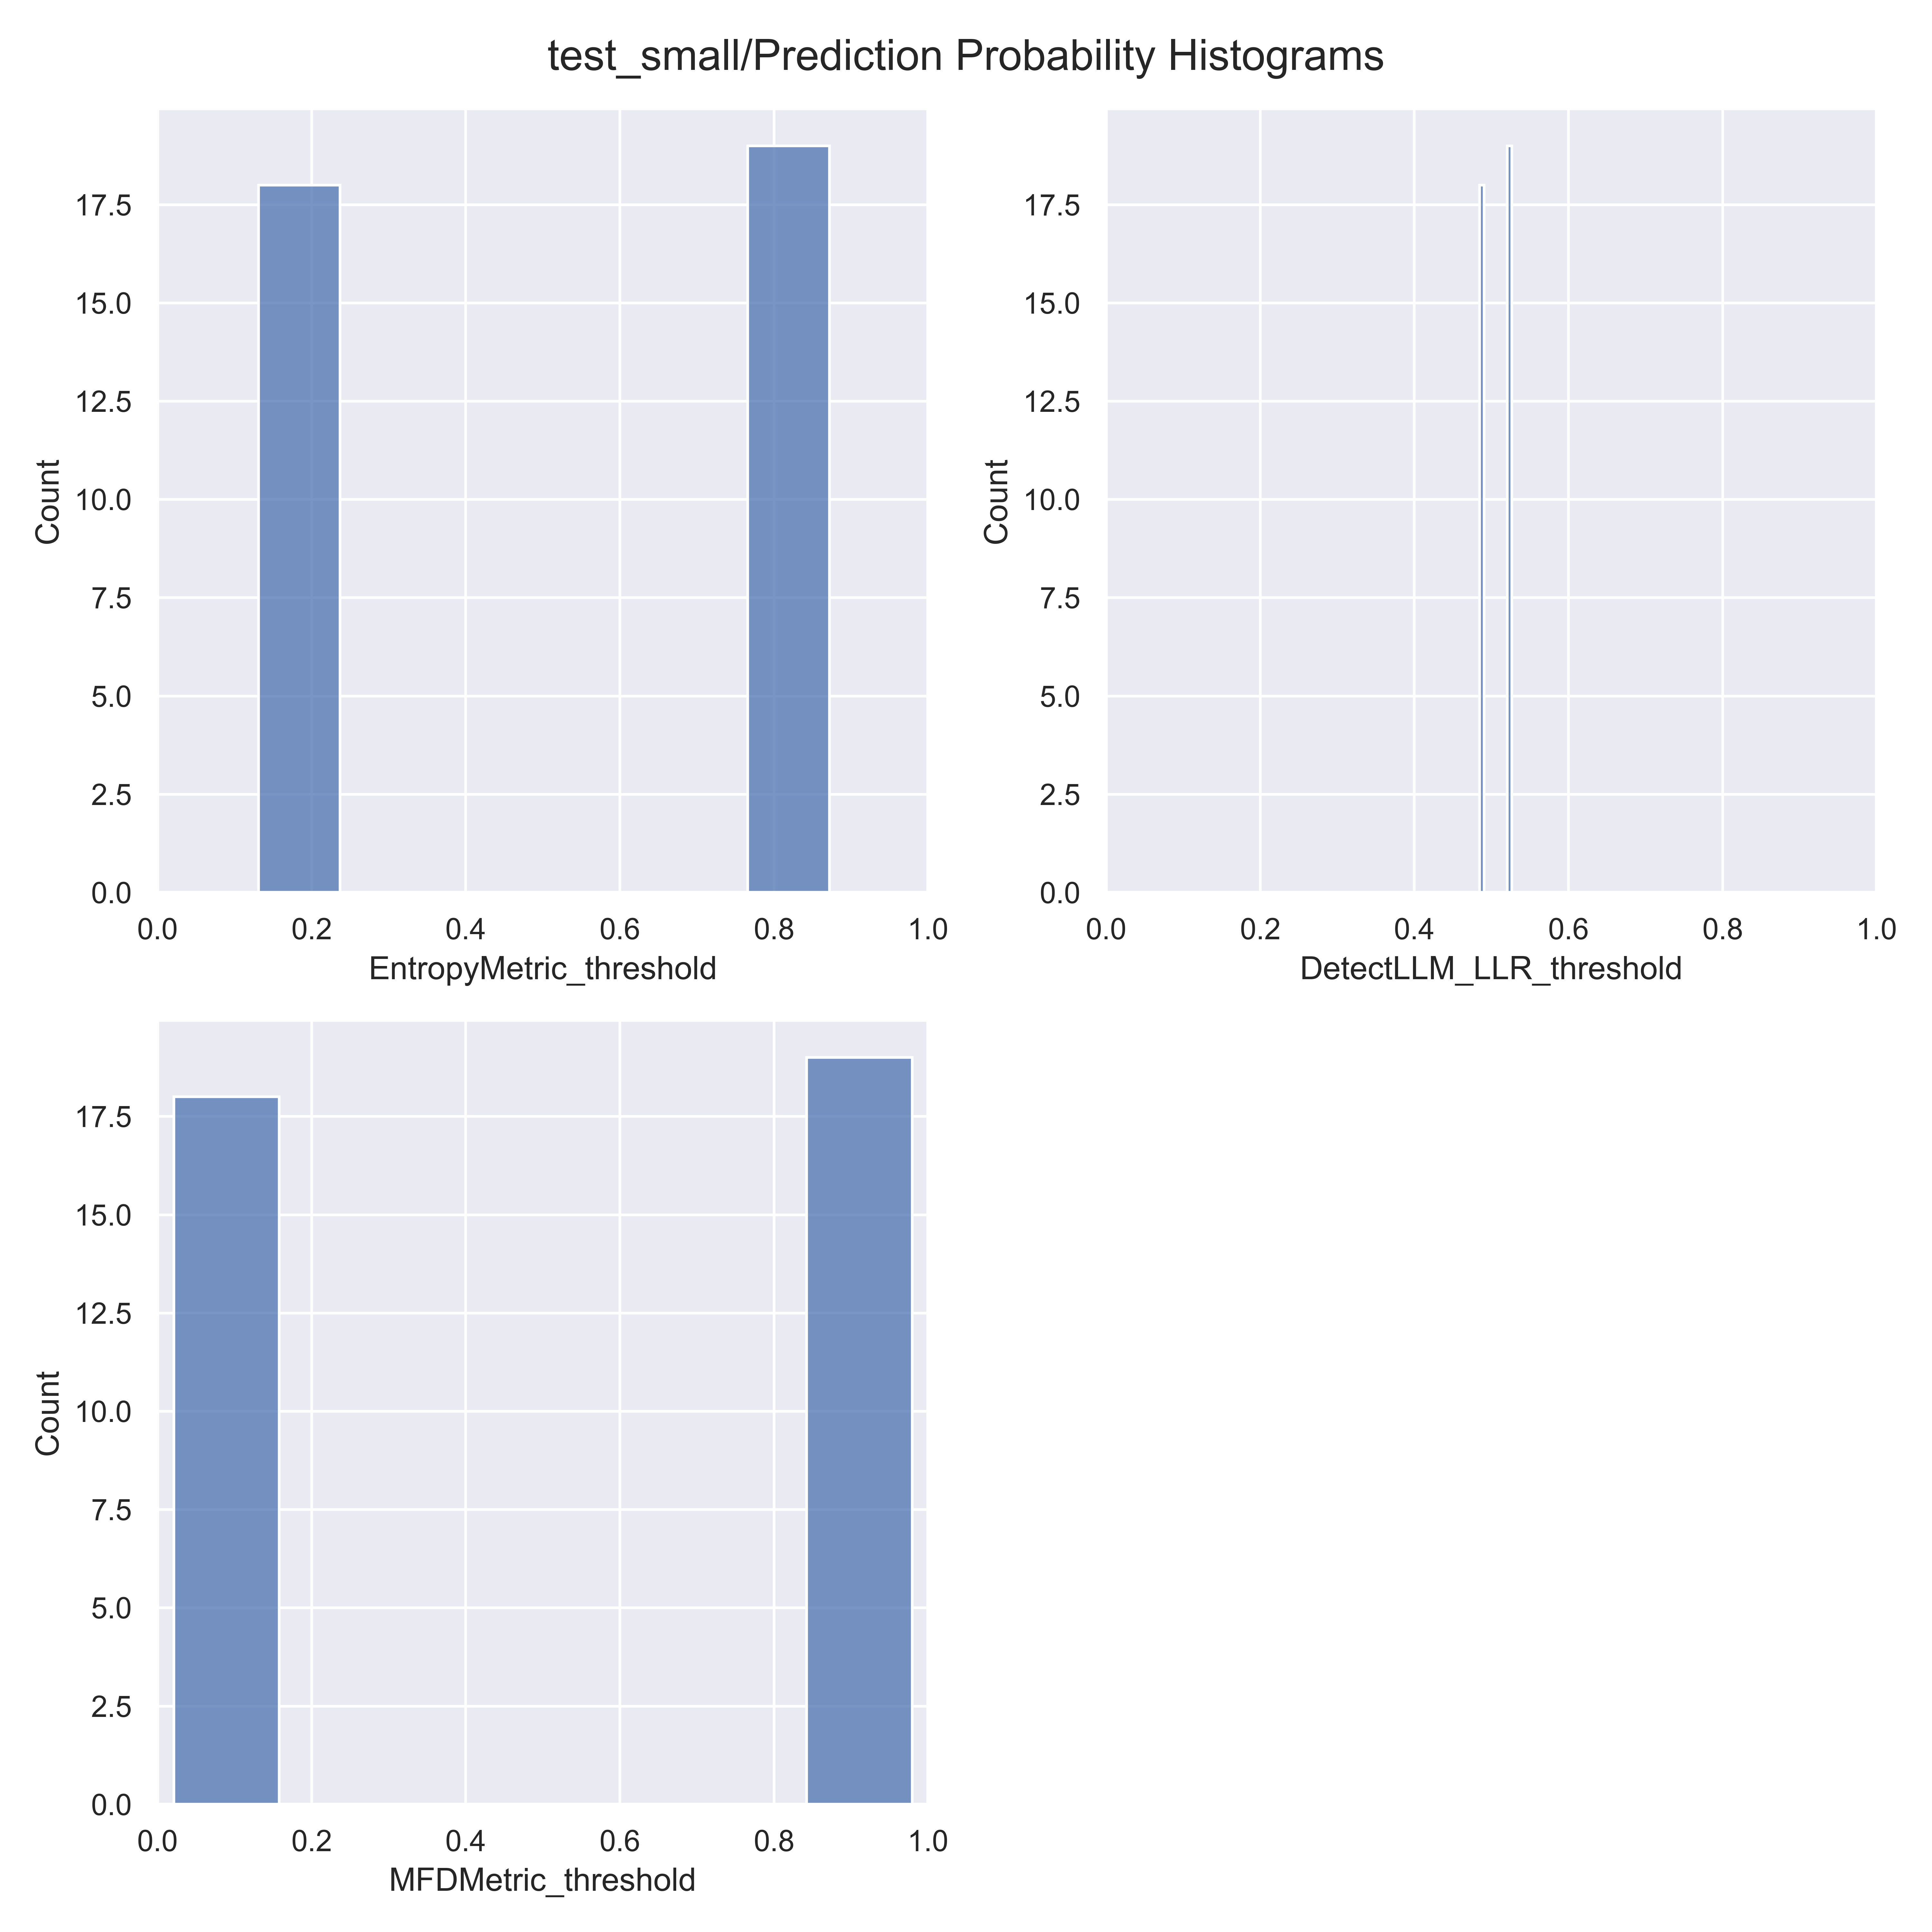 test_small/Prediction Probability Histograms
Count
17.5
15.0
12.5
10.0
7.5
5.0
2.5
0.0
0.0 0.2 0.4 0.6 0.8 1.0
EntropyMetric_threshold
Count
17.5
15.0
12.5
10.0
7.5
5.0
2.5
0.0
0.0 0.2 0.4 0.6 0.8 1.0
DetectLLM_LLR_threshold
Count
17.5
15.0
12.5
10.0
7.5
5.0
2.5
0.0
0.0 0.2 0.4 0.6 0.8 1.0
MFDMetric_threshold